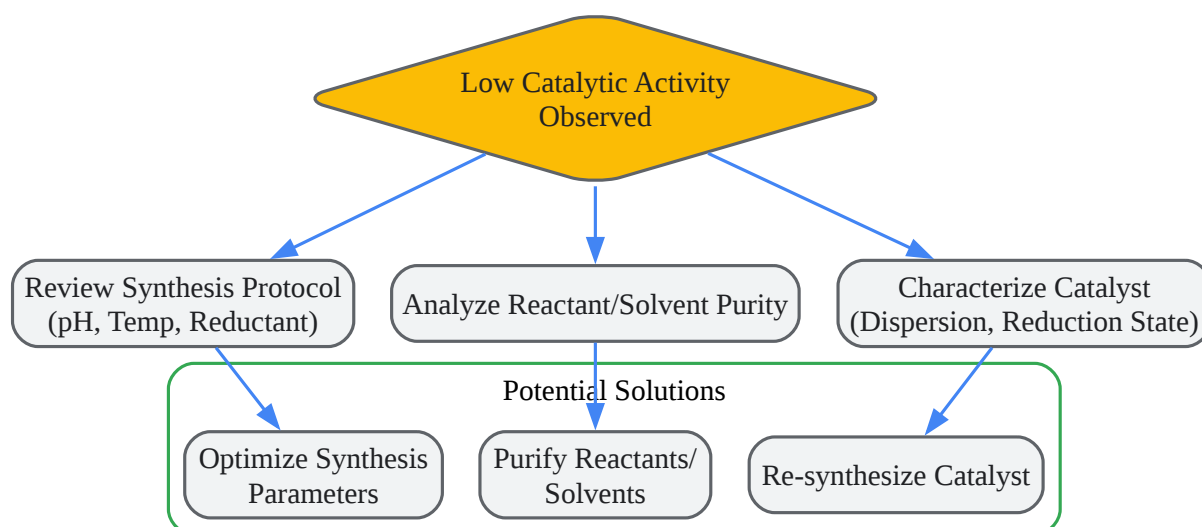 Low Catalytic Activity
Observed
Review Synthesis Protocol
(pH, Temp, Reductant)
Analyze Reactant/Solvent Purity
Characterize Catalyst
(Dispersion, Reduction State)
Potential Solutions
Optimize Synthesis
Parameters
Purify Reactants/
Solvents
Re-synthesize Catalyst